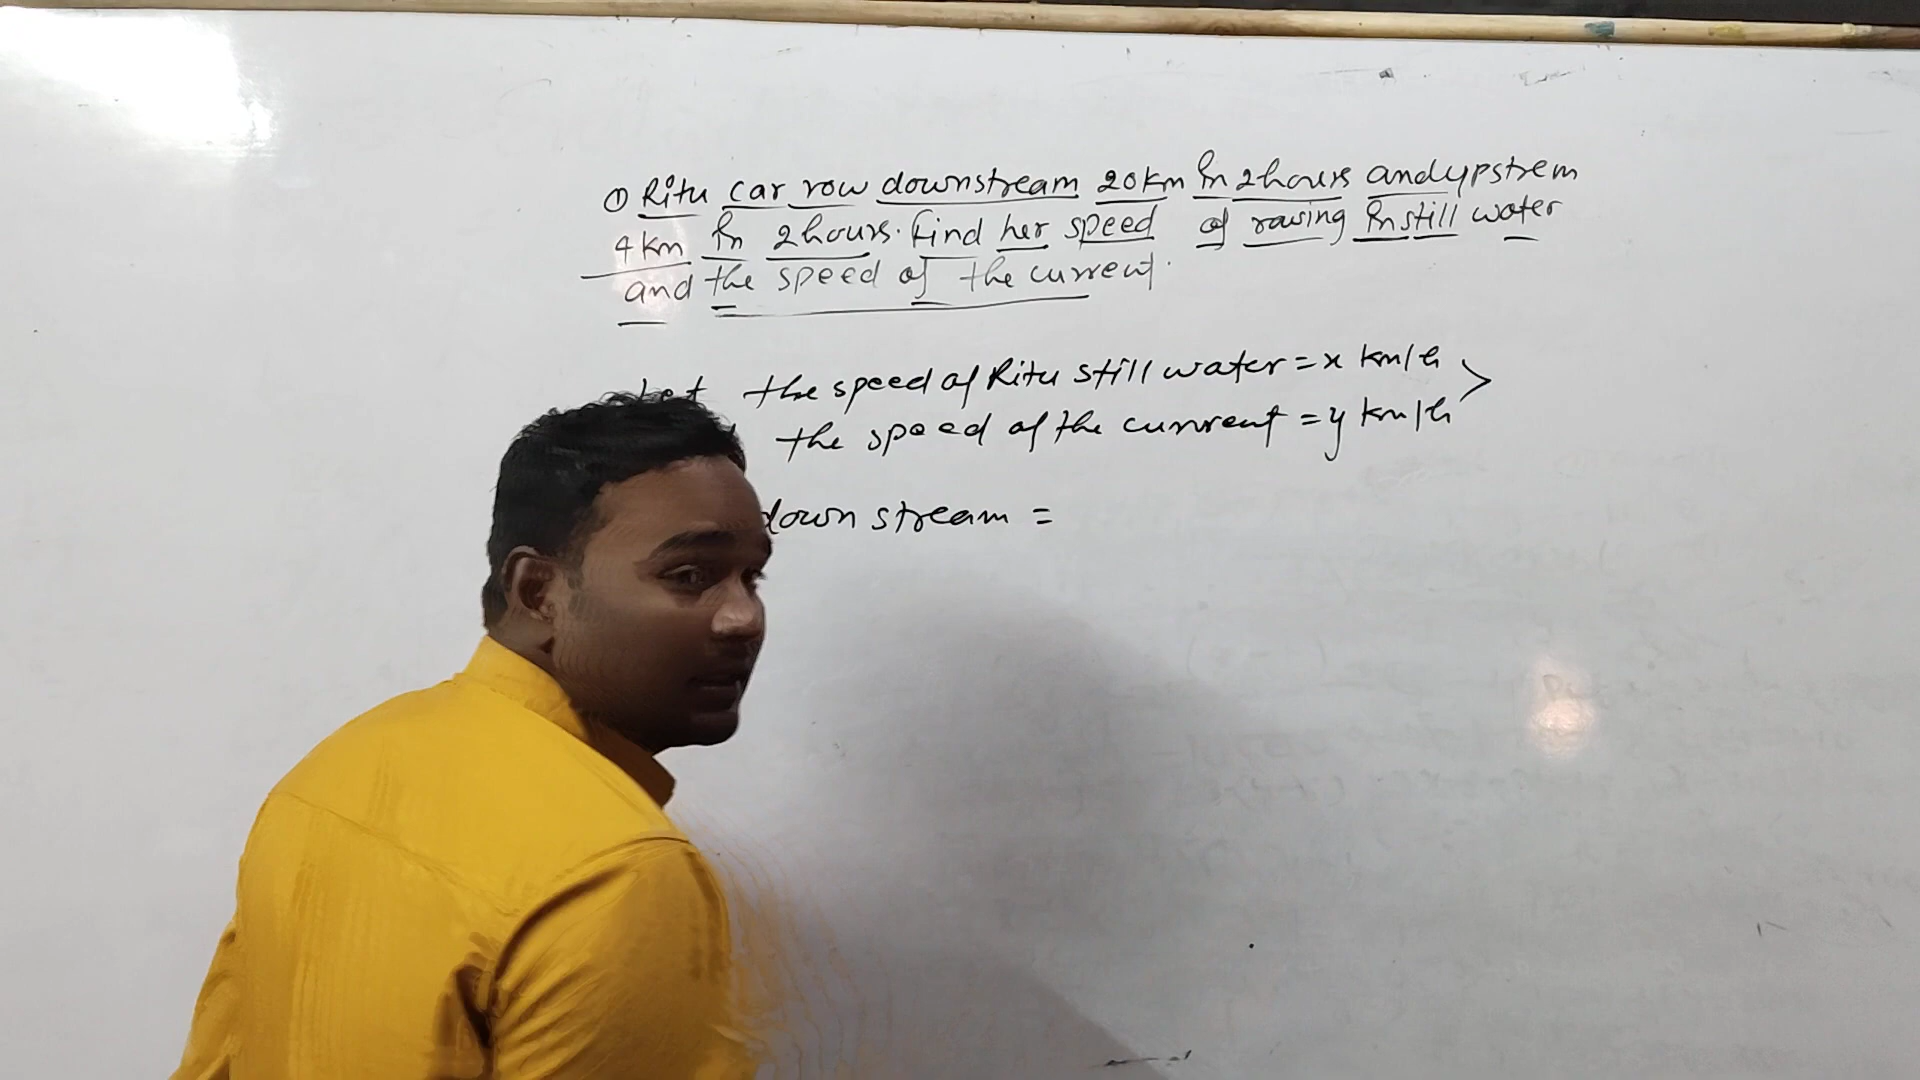 ① Ritu car row downstream 20km in 2hours and upstrem
4km in 2hours. Find her speed of rawing in still water
and the speed of the current.
Let the speed of Ritu still water = x km/h
the speed of the current = y km/h
down stream =